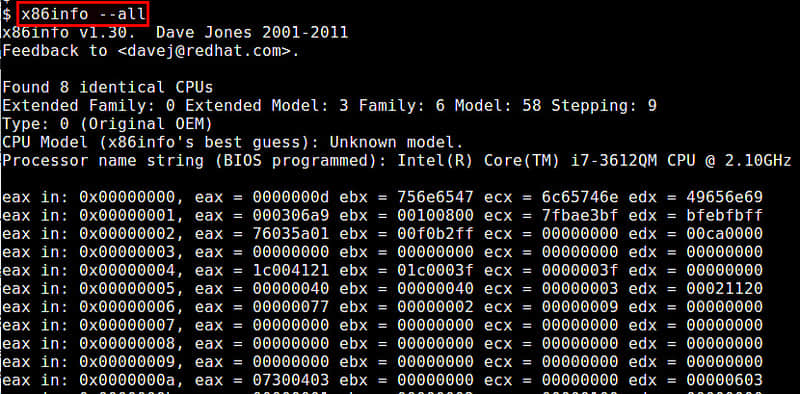 $ x86info --all
x86info v1.30.  Dave Jones 2001-2011
Feedback to <davej@redhat.com>.
Found 8 identical CPUs
Extended Family: 0 Extended Model: 3 Family: 6 Model: 58 Stepping: 9
Type: 0 (Original OEM)
CPU Model (x86info's best guess): Unknown model.
Processor name string (BIOS programmed): Intel(R) Core(TM) i7-3612QM CPU @ 2.10GHz
eax in: 0x00000000, eax = 0000000d ebx = 756e6547 ecx = 6c65746e edx = 49656e69
eax in: 0x00000001, eax = 000306a9 ebx = 00100800 ecx = 7fbae3bf edx = bfebfbff
eax in: 0x00000002, eax = 76035a01 ebx = 00f0b2ff ecx = 00000000 edx = 00ca0000
eax in: 0x00000003, eax = 00000000 ebx = 00000000 ecx = 00000000 edx = 00000000
eax in: 0x00000004, eax = 1c004121 ebx = 01c0003f ecx = 0000003f edx = 00000000
eax in: 0x00000005, eax = 00000040 ebx = 00000040 ecx = 00000003 edx = 00021120
eax in: 0x00000006, eax = 00000077 ebx = 00000002 ecx = 00000009 edx = 00000000
eax in: 0x00000007, eax = 00000000 ebx = 00000000 ecx = 00000000 edx = 00000000
eax in: 0x00000008, eax = 00000000 ebx = 00000000 ecx = 00000000 edx = 00000000
eax in: 0x00000009, eax = 00000000 ebx = 00000000 ecx = 00000000 edx = 00000000
eax in: 0x0000000a, eax = 07300403 ebx = 00000000 ecx = 00000000 edx = 00000603